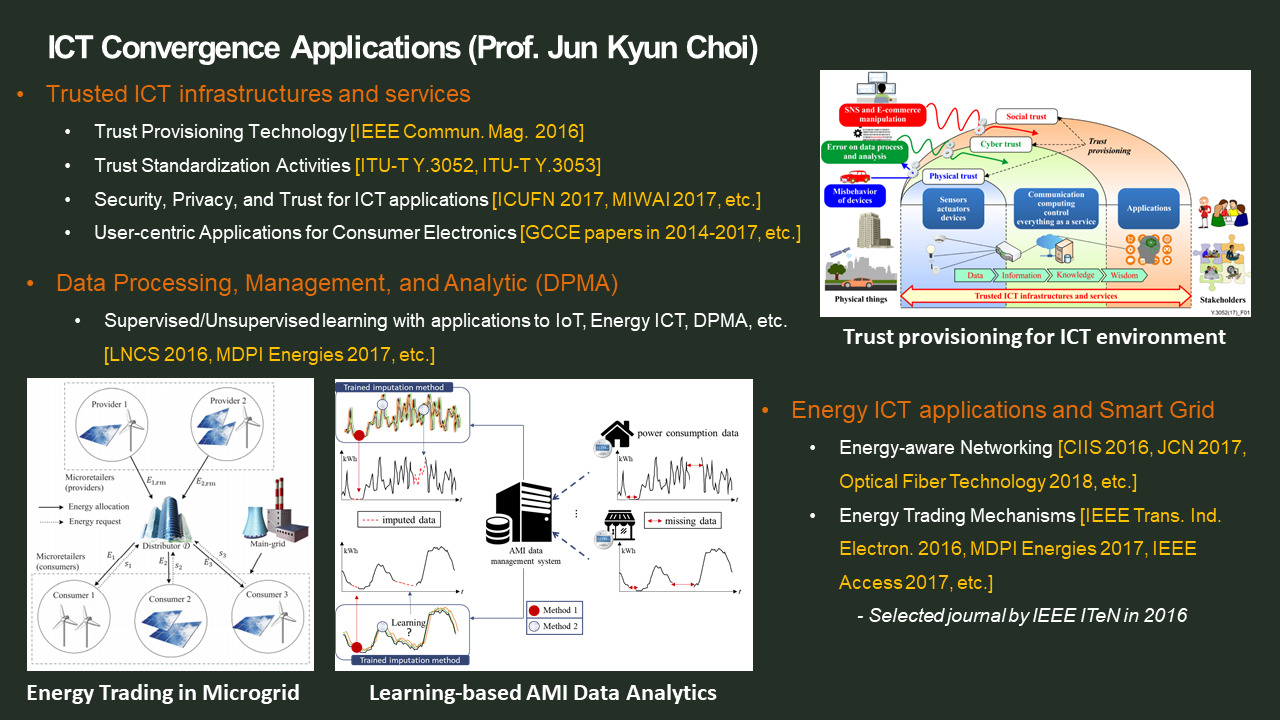 ICT Convergence Applications (Prof. Jun Kyun Choi)
• Trusted ICT infrastructures and services
• Trust Provisioning Technology [IEEE Commun. Mag. 2016]
• Trust Standardization Activities [ITU-T Y.3052, ITU-T Y.3053]
• Security, Privacy, and Trust for ICT applications [ICUFN 2017, MIWAI 2017, etc.]
• User-centric Applications for Consumer Electronics [GCCE papers in 2014-2017, etc.]
• Data Processing, Management, and Analytic (DPMA)
• Supervised/Unsupervised learning with applications to IoT, Energy ICT, DPMA, etc.
[LNCS 2016, MDPI Energies 2017, etc.]
SNS and E-commerce
manipulation
Error on data process
and analysis
Misbehavior
of devices
Social trust
Cyber trust
Physical trust
Trust
provisioning
Sensors
actuators
devices
Communication
computing
control
everything as a service
Applications
Data
Information
Knowledge
Wisdom
Physical things
Trusted ICT infrastructures and services
Stakeholders
Y.3052(17)_F01
Trust provisioning for ICT environment
Provider 1
Provider 2
Microretailers
(providers)
E1,rm
E2,rm
Energy allocation
Energy request
Distributor D
Main-grid
Microretailers
(consumers)
E1
s1
E2
s2
E3
s3
Consumer 1
Consumer 2
Consumer 3
Energy Trading in Microgrid
Trained imputation method
kWh
t
imputed data
kWh
t
Learning
?
Trained imputation method
AMI data
management system
Method 1
Method 2
power consumption data
kWh
t
missing data
kWh
t
Learning-based AMI Data Analytics
• Energy ICT applications and Smart Grid
• Energy-aware Networking [CIIS 2016, JCN 2017,
Optical Fiber Technology 2018, etc.]
• Energy Trading Mechanisms [IEEE Trans. Ind.
Electron. 2016, MDPI Energies 2017, IEEE
Access 2017, etc.]
- Selected journal by IEEE ITeN in 2016